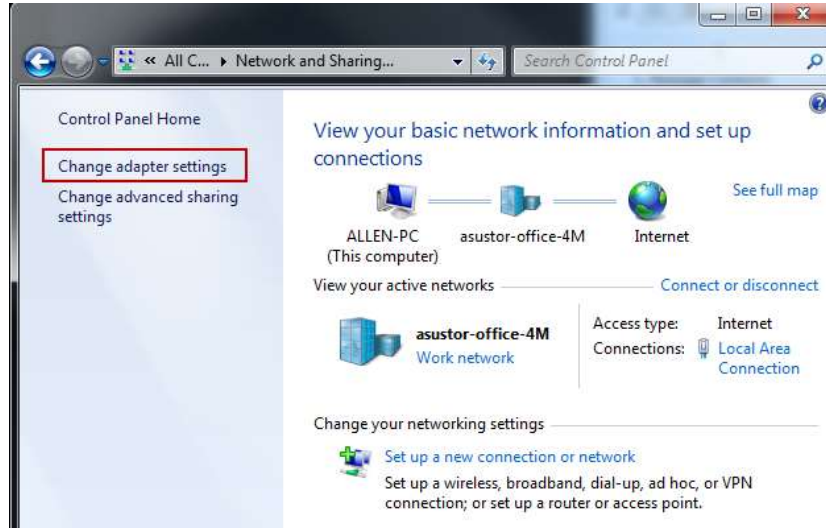 « All C... ▸ Network and Sharing...
Search Control Panel
Control Panel Home
Change adapter settings
Change advanced sharing
settings
View your basic network information and set up
connections
See full map
ALLEN-PC
(This computer)
asustor-office-4M
Internet
View your active networks
Connect or disconnect
asustor-office-4M
Work network
Access type: Internet
Connections: Local Area
Connection
Change your networking settings
Set up a new connection or network
Set up a wireless, broadband, dial-up, ad hoc, or VPN
connection; or set up a router or access point.